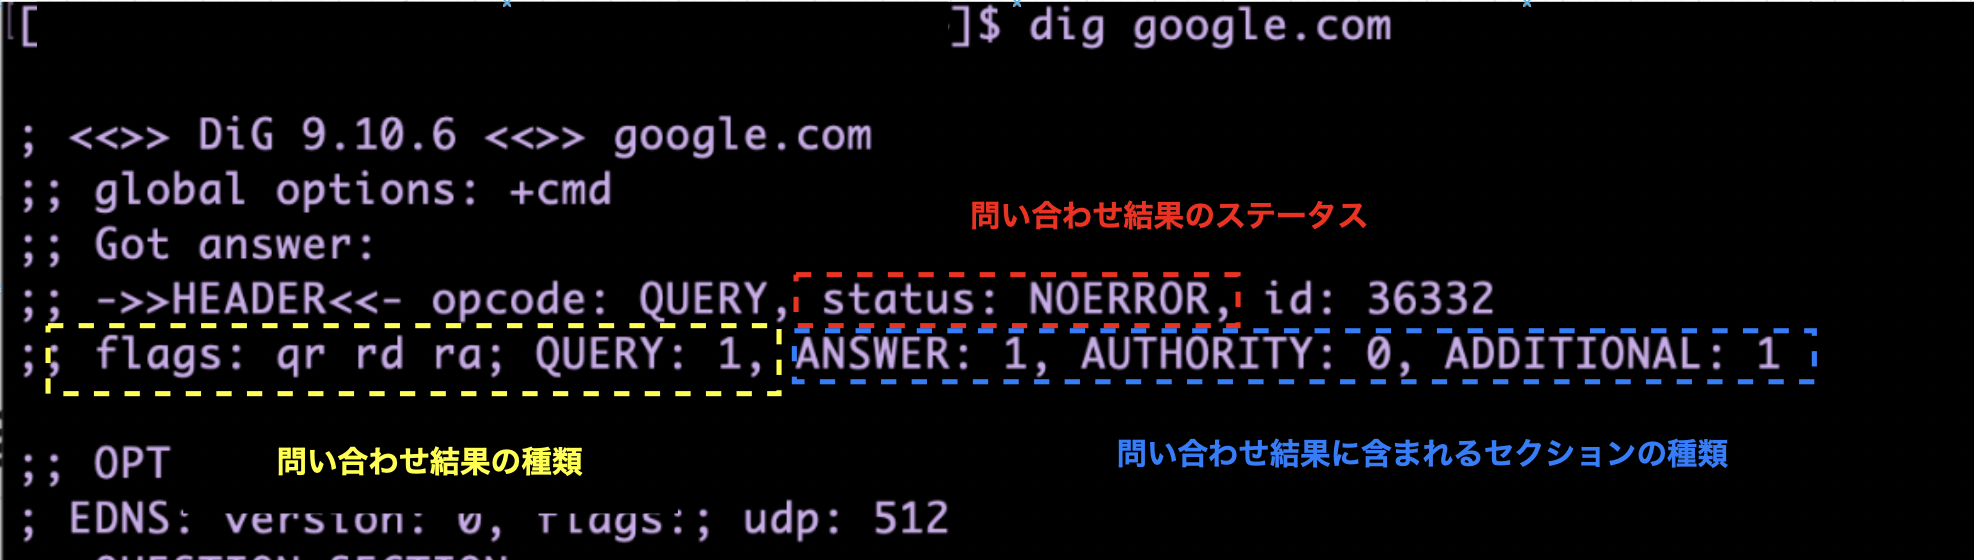 [ ]$ dig google.com
; <<>> DiG 9.10.6 <<>> google.com
;; global options: +cmd
問い合わせ結果のステータス
;; Got answer:
;; ->>HEADER<<- opcode: QUERY, status: NOERROR, id: 36332
;; flags: qr rd ra; QUERY: 1, ANSWER: 1, AUTHORITY: 0, ADDITIONAL: 1
問い合わせ結果に含まれるセクションの種類
;; OPT
問い合わせ結果の種類
; EDNS: version: 0, flags:; udp: 512
QUESTION SECTION